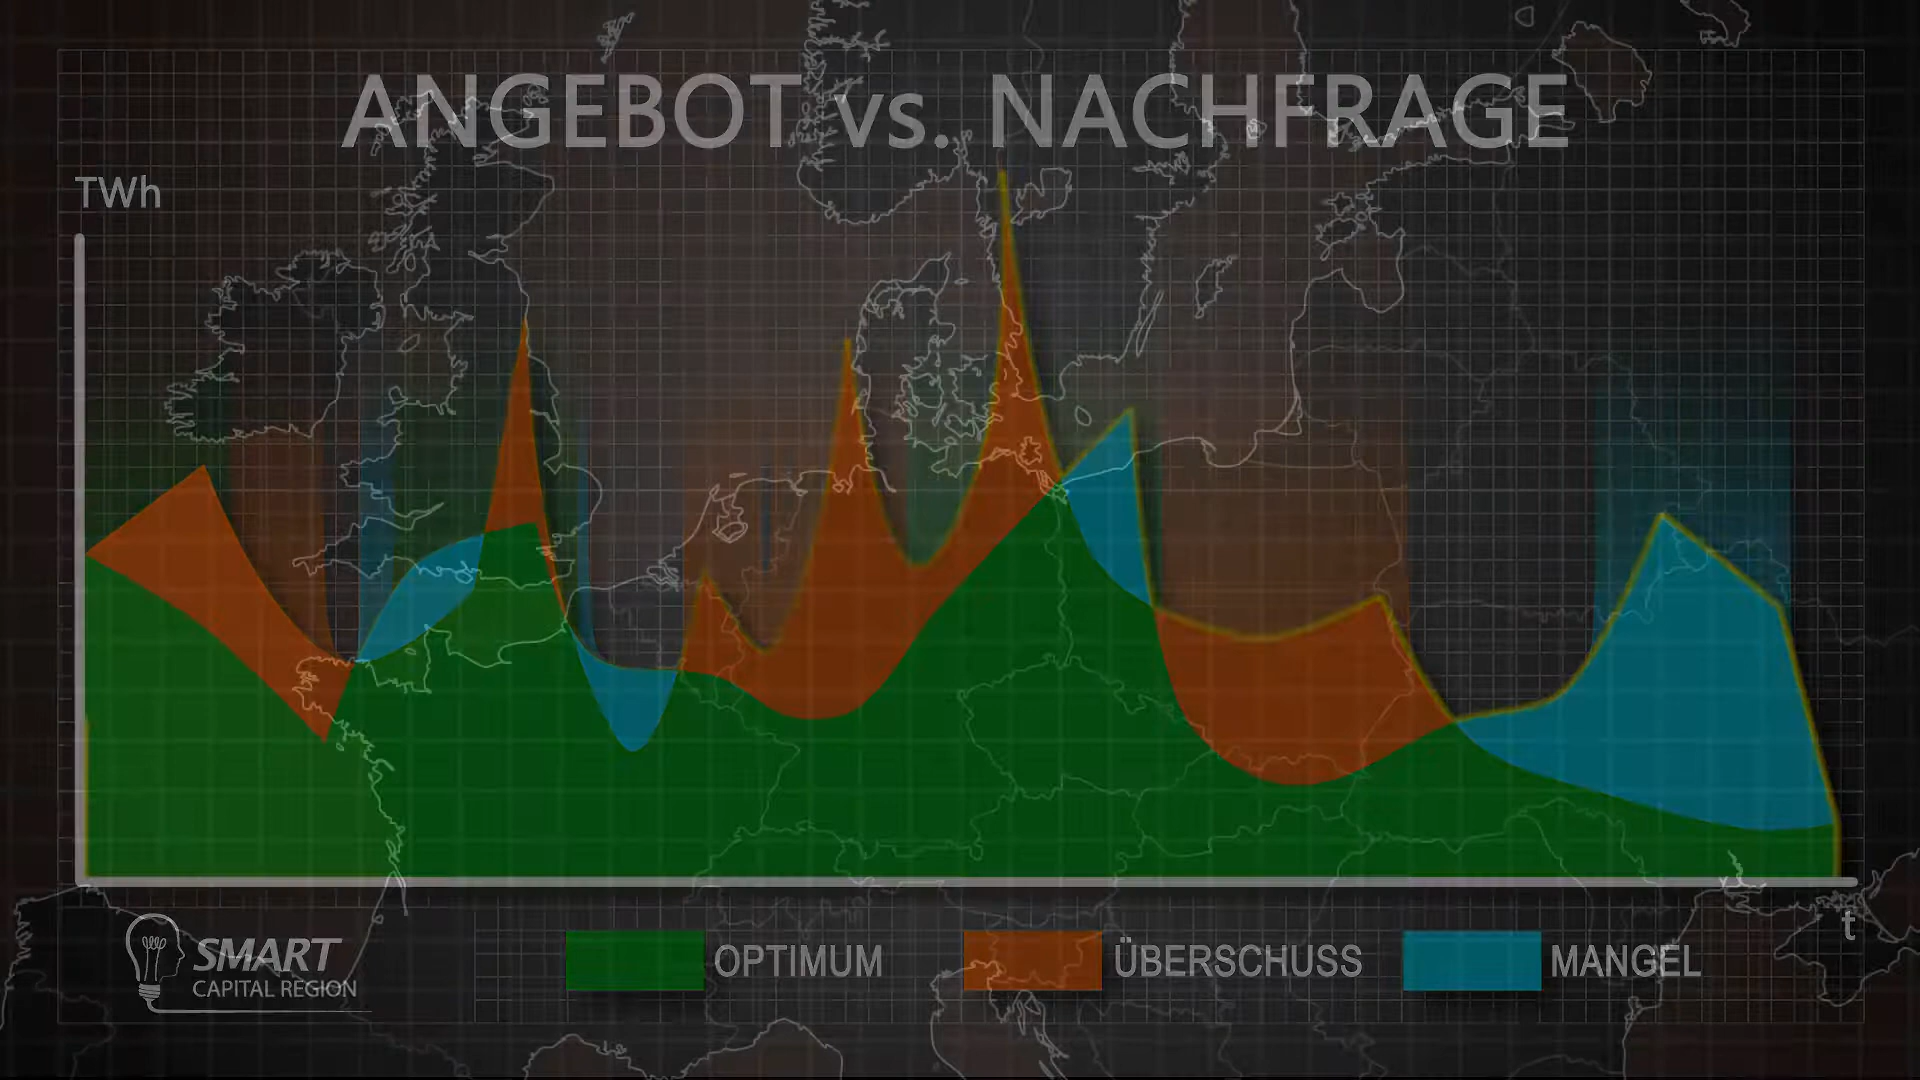 ANGEBOT vs. NACHFRAGE
TWh
t
SMART
CAPITAL REGION
OPTIMUM
ÜBERSCHUSS
MANGEL